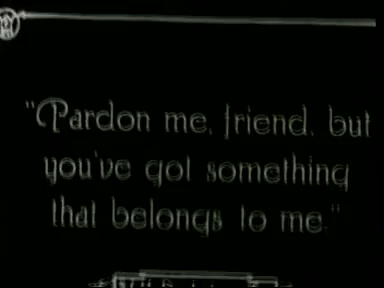 "Pardon me, friend, but
you've got something
that belongs to me."